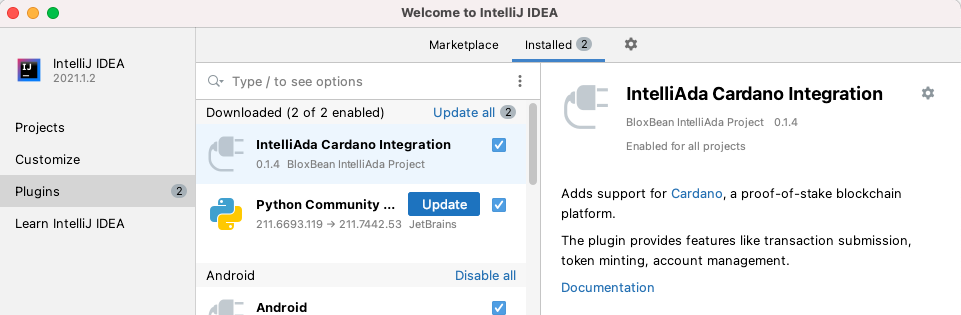 Welcome to IntelliJ IDEA
IntelliJ IDEA
2021.1.2
Projects
Customize
Plugins 2
Learn IntelliJ IDEA
Marketplace Installed 2
Type / to see options
Downloaded (2 of 2 enabled) Update all 2
IntelliAda Cardano Integration
0.1.4 BloxBean IntelliAda Project
Python Community ... Update
211.6693.119 → 211.7442.53 JetBrains
Android Disable all
Android
IntelliAda Cardano Integration
BloxBean IntelliAda Project 0.1.4
Enabled for all projects
Adds support for Cardano, a proof-of-stake blockchain
platform.
The plugin provides features like transaction submission,
token minting, account management.
Documentation